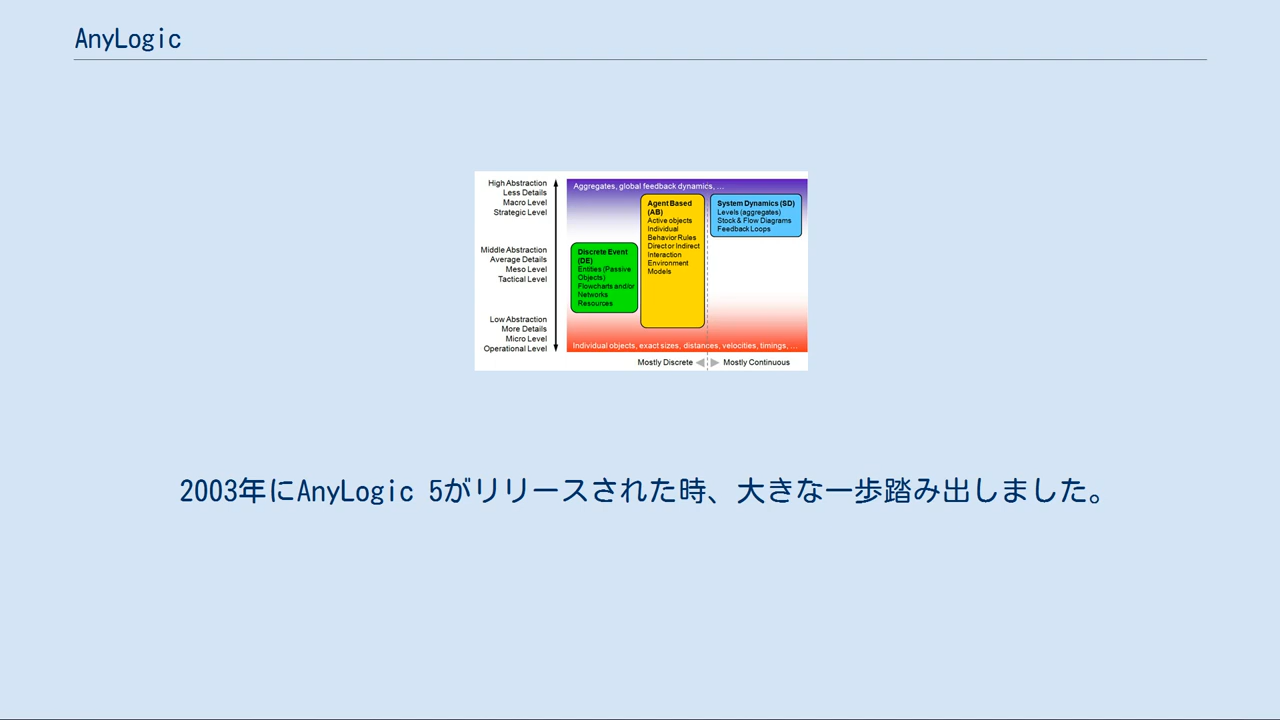 AnyLogic
High Abstraction
Less Details
Macro Level
Strategic Level
Middle Abstraction
Average Details
Meso Level
Tactical Level
Low Abstraction
More Details
Micro Level
Operational Level
Aggregates, global feedback dynamics, ...
Discrete Event
(DE)
Entities (Passive
Objects)
Flowcharts and/or
Networks
Resources
Agent Based
(AB)
Active objects
Individual
Behavior Rules
Direct or Indirect
Interaction
Environment
Models
System Dynamics (SD)
Levels (aggregates)
Stock & Flow Diagrams
Feedback Loops
Individual objects, exact sizes, distances, velocities, timings, ...
Mostly Discrete
Mostly Continuous
2003年にAnyLogic 5がリリースされた時、大きな一歩踏み出しました。